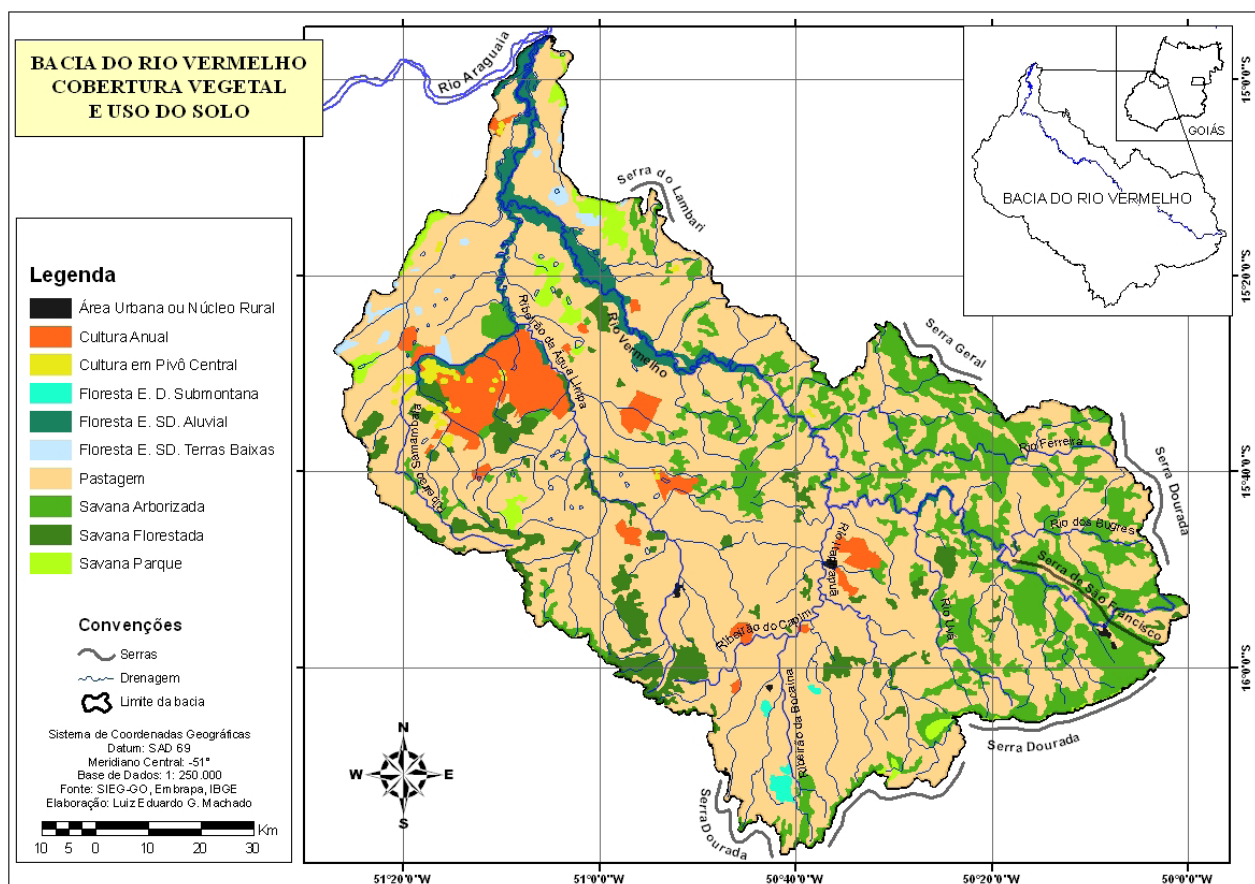 BACIA DO RIO VERMELHO
COBERTURA VEGETAL
E USO DO SOLO
Legenda
Área Urbana ou Núcleo Rural
Cultura Anual
Cultura em Pivô Central
Floresta E. D. Submontana
Floresta E. SD. Aluvial
Floresta E. SD. Terras Baixas
Pastagem
Savana Arborizada
Savana Florestada
Savana Parque
Convenções
Serras
Drenagem
Limite da bacia
Sistema de Coordenadas Geográficas
Datum: SAD 69
Meridiano Central: -51°
Base de Dados: 1: 250.000
Fonte: SIEG-GO, Embrapa, IBGE
Elaboração: Luiz Eduardo G. Machado
10 5 0 10 20 30 Km
Rio Araguaia
Serra do Lambari
Ribeirão da Água Limpa
Rio Vermelho
Serra Geral
Ribeirão Samambaia
Rio Ferreira
Serra Dourada
Rio dos Bugres
Rio Itapirapuã
Serra de São Francisco
Rio Uva
Ribeirão do Capim
Ribeirão da Bocaina
Serra Dourada
Serra Dourada
N
W E
S
GOIÁS
BACIA DO RIO VERMELHO
15°0'0"S
15°20'0"S
15°40'0"S
16°0'0"S
51°20'0"W 51°0'0"W 50°40'0"W 50°20'0"W 50°0'0"W